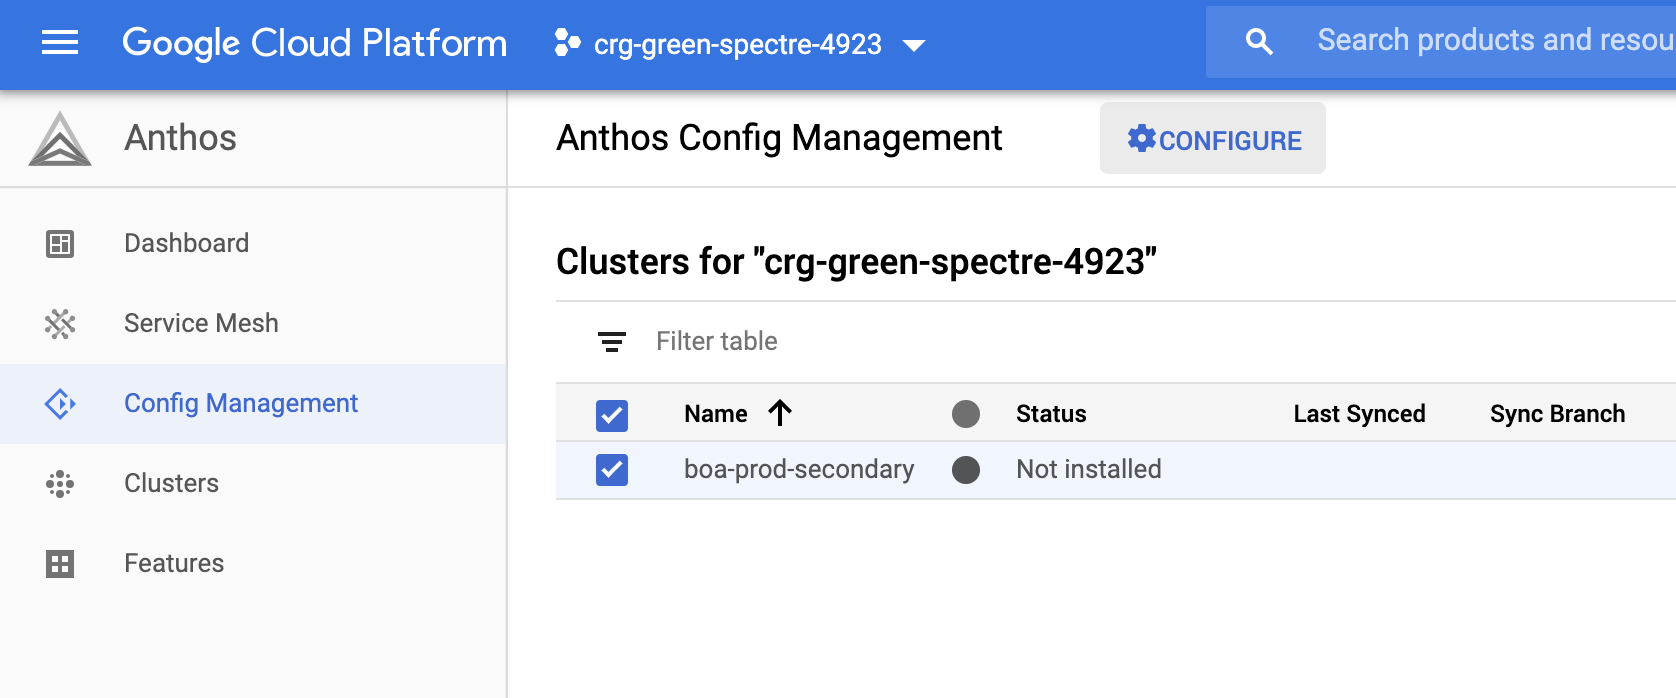 Google Cloud Platform crg-green-spectre-4923 Search products and resou
Anthos
Dashboard
Service Mesh
Config Management
Clusters
Features
Anthos Config Management CONFIGURE
Clusters for "crg-green-spectre-4923"
Filter table
Name Status Last Synced Sync Branch
boa-prod-secondary Not installed